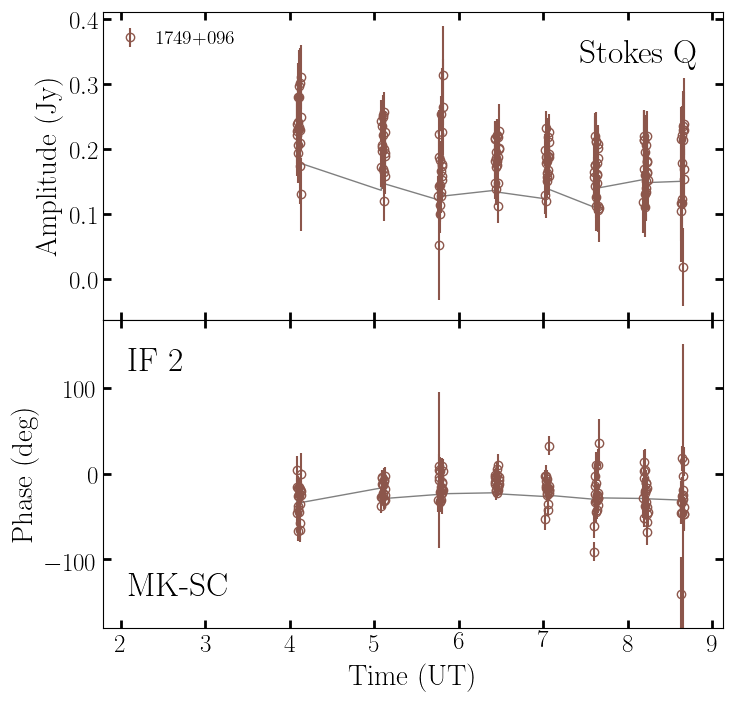 0.4
1749+096
Stokes Q
0.3
0.2
0.1
0.0
Amplitude (Jy)
IF 2
100
0
−100
Phase (deg)
MK-SC
2 3 4 5 6 7 8 9
Time (UT)